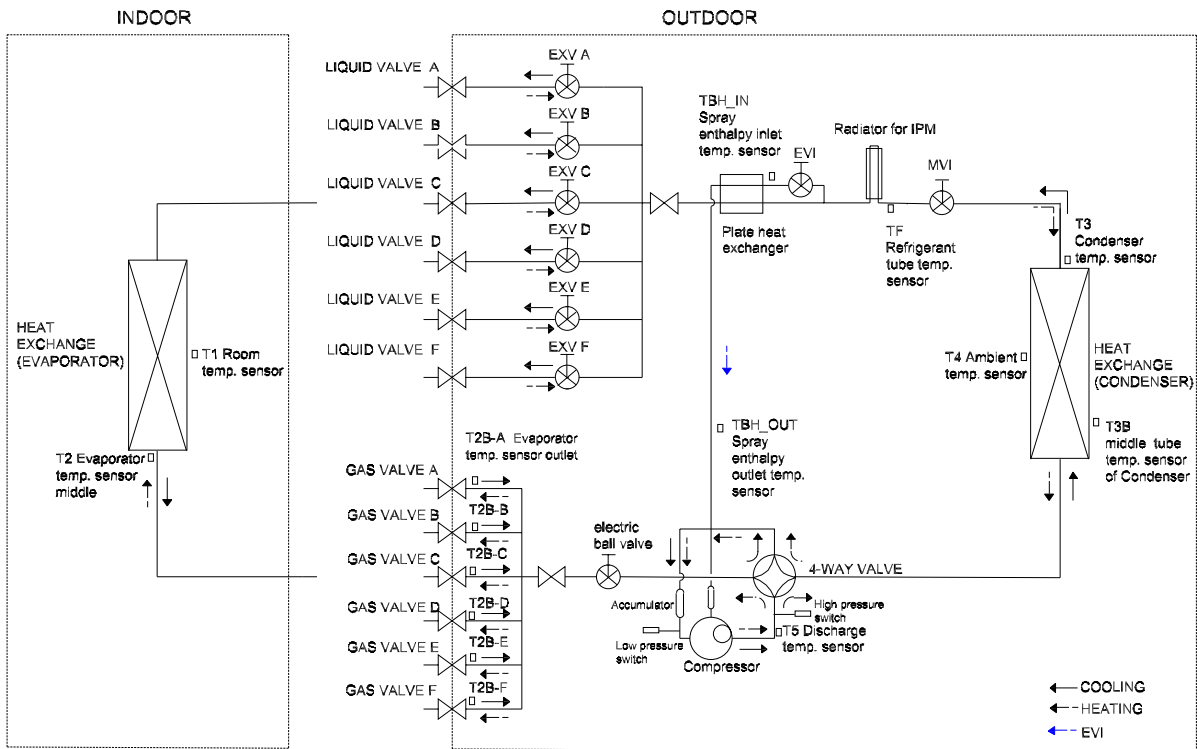 INDOOR
OUTDOOR
LIQUID VALVE A
EXV A
LIQUID VALVE B
EXV B
LIQUID VALVE C
EXV C
LIQUID VALVE D
EXV D
LIQUID VALVE E
EXV E
LIQUID VALVE F
EXV F
TBH_IN
Spray
enthalpy inlet
temp. sensor
EVI
Radiator for IPM
MVI
Plate heat
exchanger
TF
Refrigerant
tube temp.
sensor
T3
Condenser
temp. sensor
HEAT
EXCHANGE
(EVAPORATOR)
T1 Room
temp. sensor
T4 Ambient
temp. sensor
HEAT
EXCHANGE
(CONDENSER)
T2 Evaporator
temp. sensor
middle
T2B-A Evaporator
temp. sensor outlet
TBH_OUT
Spray
enthalpy
outlet temp.
sensor
T3B
middle tube
temp. sensor
of Condenser
GAS VALVE A
GAS VALVE B
T2B-B
GAS VALVE C
T2B-C
GAS VALVE D
T2B-D
GAS VALVE E
T2B-E
GAS VALVE F
T2B-F
electric
ball valve
4-WAY VALVE
Accumulator
High pressure
switch
Low pressure
switch
T5 Discharge
temp. sensor
Compressor
COOLING
HEATING
EVI